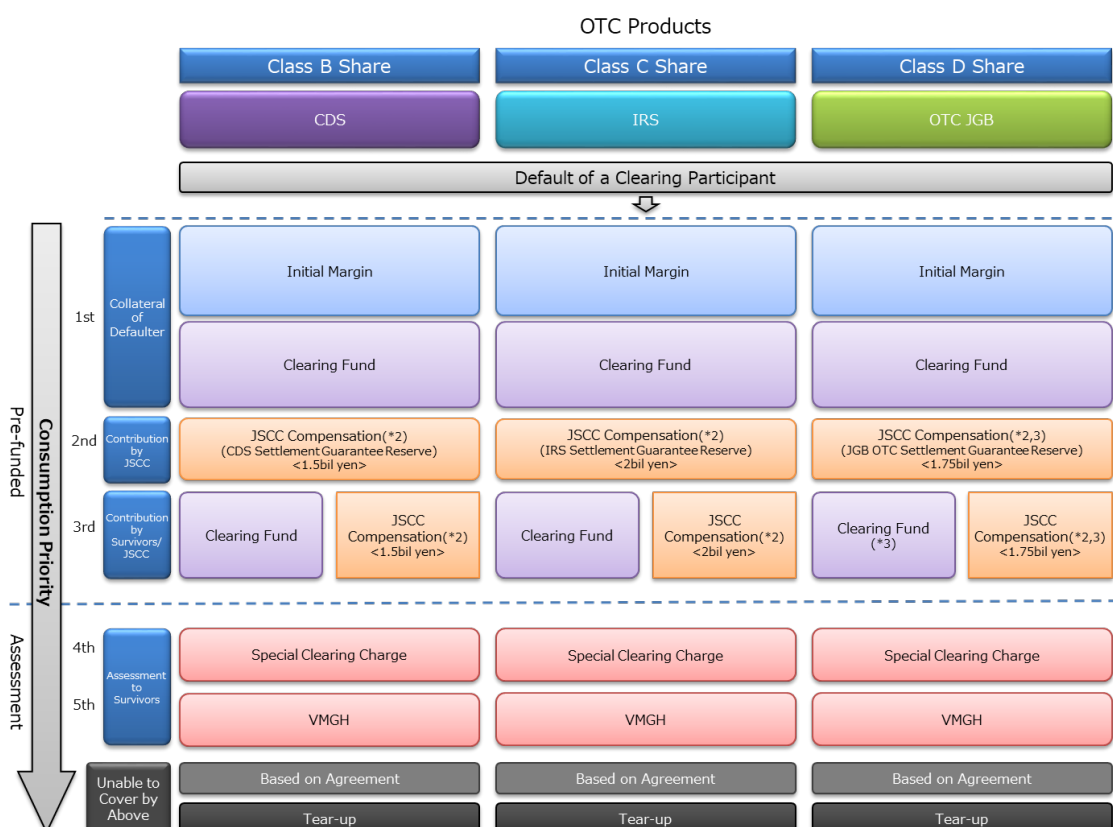 OTC Products
Class B Share
Class C Share
Class D Share
CDS
IRS
OTC JGB
Default of a Clearing Participant
Pre-funded
Assessment
Consumption Priority
1st
Collateral
of
Defaulter
Initial Margin
Initial Margin
Initial Margin
Clearing Fund
Clearing Fund
Clearing Fund
2nd
Contribution
by
JSCC
JSCC Compensation(*2)
(CDS Settlement Guarantee Reserve)
<1.5bil yen>
JSCC Compensation(*2)
(IRS Settlement Guarantee Reserve)
<2bil yen>
JSCC Compensation(*2,3)
(JGB OTC Settlement Guarantee Reserve)
<1.75bil yen>
3rd
Contribution
by
Survivors/
JSCC
Clearing Fund
JSCC
Compensation(*2)
<1.5bil yen>
Clearing Fund
JSCC
Compensation(*2)
<2bil yen>
Clearing Fund
(*3)
JSCC
Compensation(*2,3)
<1.75bil yen>
4th
5th
Assessment
to
Survivors
Special Clearing Charge
Special Clearing Charge
Special Clearing Charge
VMGH
VMGH
VMGH
Unable to
Cover by
Above
Based on Agreement
Based on Agreement
Based on Agreement
Tear-up
Tear-up
Tear-up